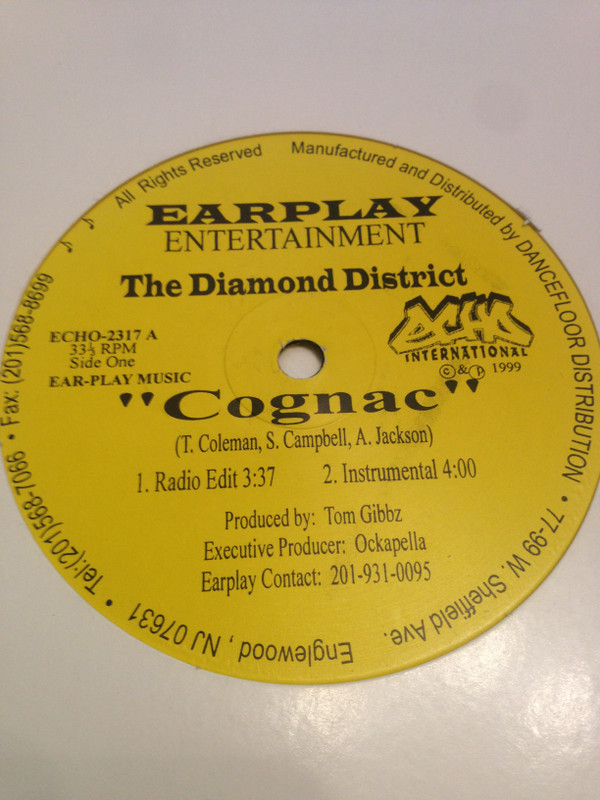 All Rights Reserved
Manufactured and Distributed by DANCEFLOOR DISTRIBUTION • 77-99 W. Sheffield Ave.
Englewood, NJ 07631 • Tel:(201)568-7066 • Fax: (201)568-8699 ♪ ♪
EARPLAY
ENTERTAINMENT
The Diamond District
ECHO-2317 A
33⅓ RPM
Side One
EAR-PLAY MUSIC
ECHO
INTERNATIONAL
©&℗ 1999
"Cognac"
(T. Coleman, S. Campbell, A. Jackson)
1. Radio Edit 3:37 2. Instrumental 4:00
Produced by: Tom Gibbz
Executive Producer: Ockapella
Earplay Contact: 201-931-0095